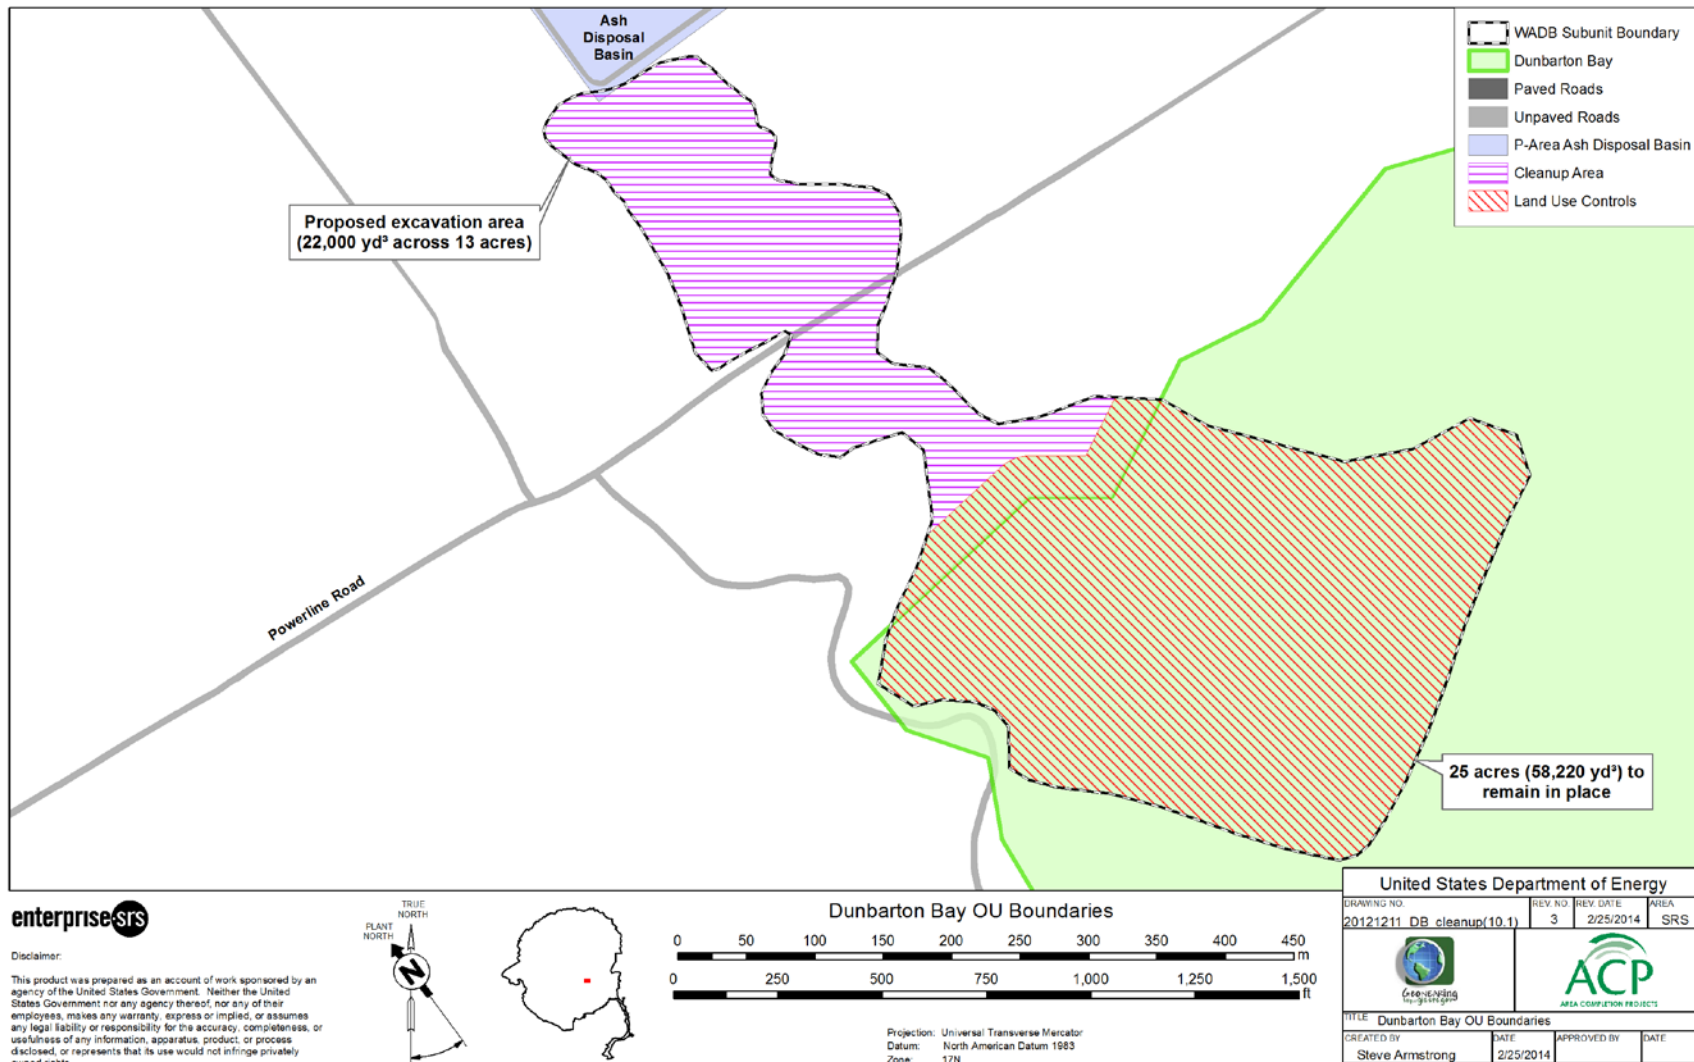 Ash
Disposal
Basin
WADB Subunit Boundary
Dunbarton Bay
Paved Roads
Unpaved Roads
P-Area Ash Disposal Basin
Cleanup Area
Land Use Controls
Proposed excavation area
(22,000 yd³ across 13 acres)
Powerline Road
25 acres (58,220 yd³) to
remain in place
enterprise·srs
Disclaimer:
This product was prepared as an account of work sponsored by an
agency of the United States Government. Neither the United
States Government nor any agency thereof, nor any of their
employees, makes any warranty, express or implied, or assumes
any legal liability or responsibility for the accuracy, completeness, or
usefulness of any information, apparatus, product, or process
disclosed, or represents that its use would not infringe privately
owned rights.
TRUE
NORTH
PLANT
NORTH
N
Dunbarton Bay OU Boundaries
0 50 100 150 200 250 300 350 400 450
m
0 250 500 750 1,000 1,250 1,500
ft
Projection: Universal Transverse Mercator
Datum: North American Datum 1983
Zone: 17N
United States Department of Energy
DRAWING NO. REV. NO. REV. DATE AREA
20121211_DB_cleanup(10.1) 3 2/25/2014 SRS
ACP
AREA COMPLETION PROJECTS
TITLE Dunbarton Bay OU Boundaries
CREATED BY DATE APPROVED BY DATE
Steve Armstrong 2/25/2014